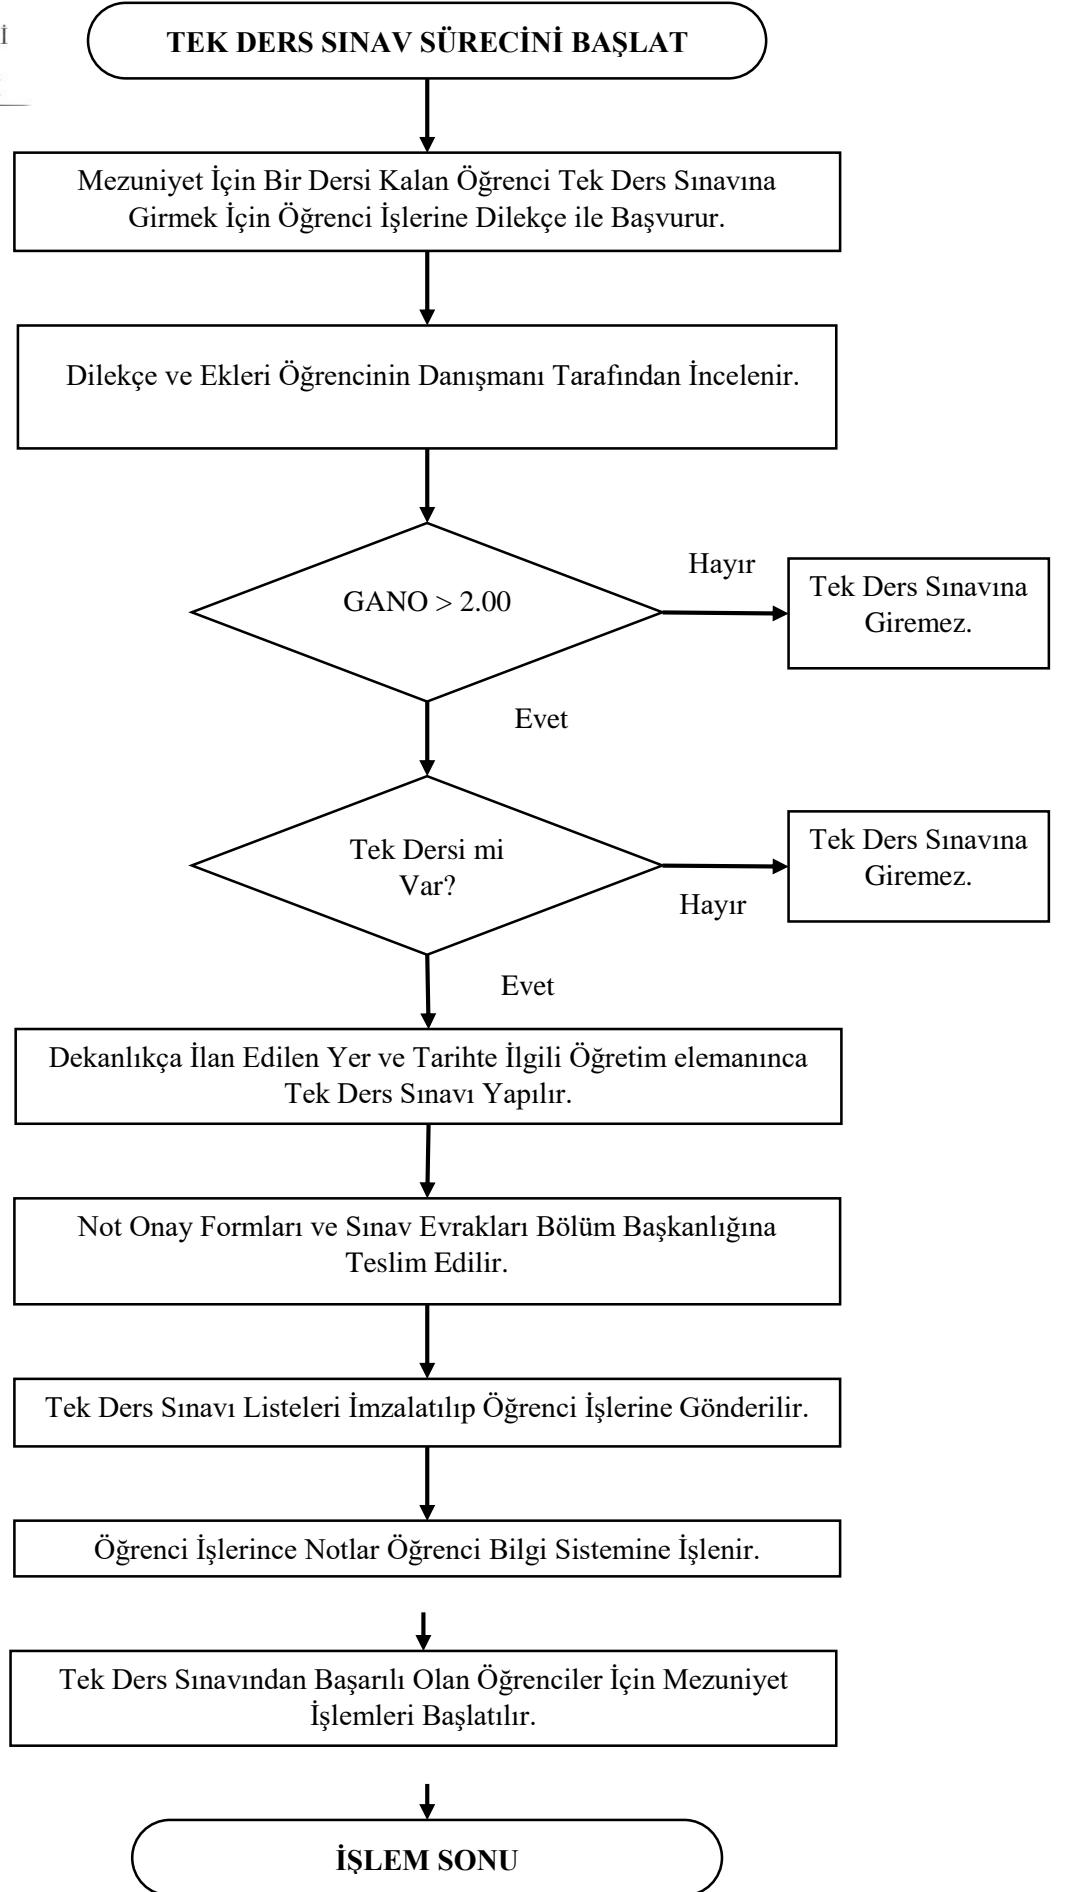 İ
TEK DERS SINAV SÜRECİNİ BAŞLAT
Mezuniyet İçin Bir Dersi Kalan Öğrenci Tek Ders Sınavına
Girmek İçin Öğrenci İşlerine Dilekçe ile Başvurur.
Dilekçe ve Ekleri Öğrencinin Danışmanı Tarafından İncelenir.
GANO > 2.00
Hayır
Tek Ders Sınavına
Giremez.
Evet
Tek Dersi mi
Var?
Hayır
Tek Ders Sınavına
Giremez.
Evet
Dekanlıkça İlan Edilen Yer ve Tarihte İlgili Öğretim elemanınca
Tek Ders Sınavı Yapılır.
Not Onay Formları ve Sınav Evrakları Bölüm Başkanlığına
Teslim Edilir.
Tek Ders Sınavı Listeleri İmzalatılıp Öğrenci İşlerine Gönderilir.
Öğrenci İşlerince Notlar Öğrenci Bilgi Sistemine İşlenir.
Tek Ders Sınavından Başarılı Olan Öğrenciler İçin Mezuniyet
İşlemleri Başlatılır.
İŞLEM SONU